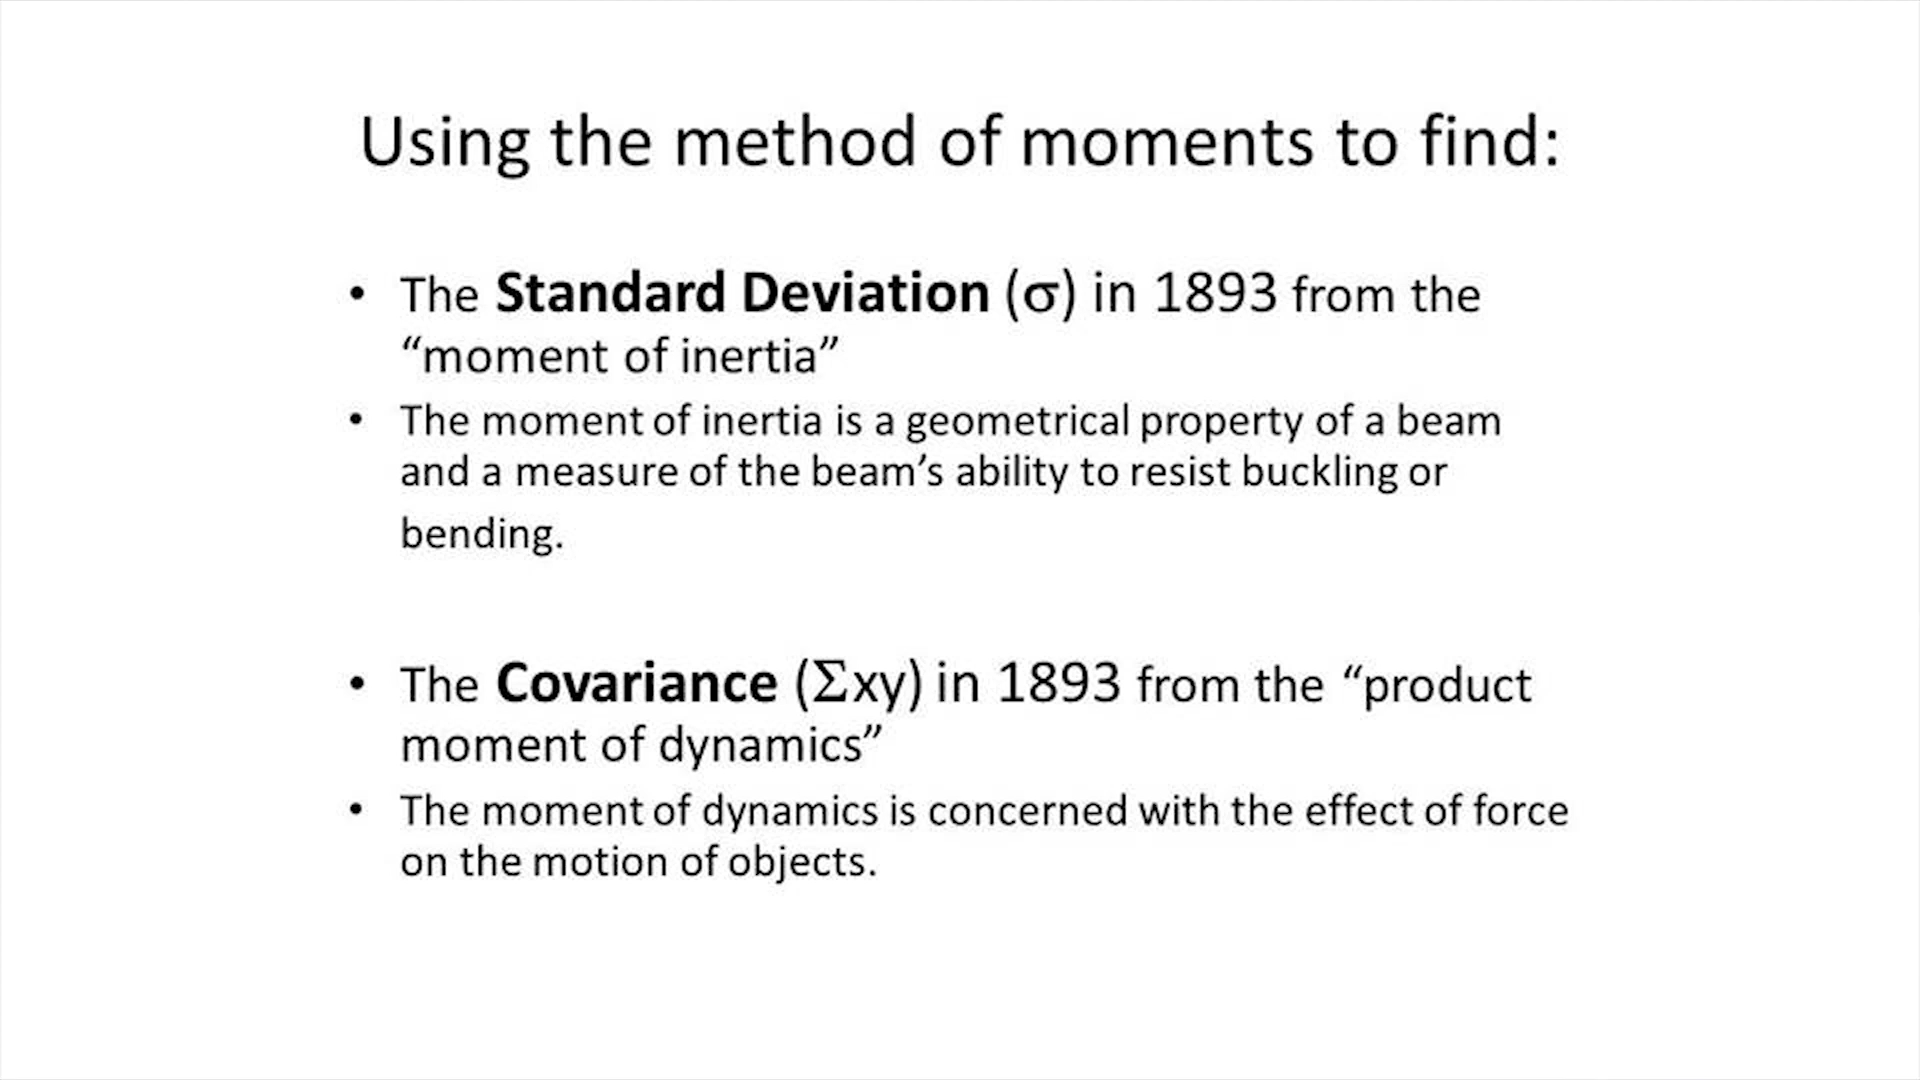 Using the method of moments to find:
• The Standard Deviation (σ) in 1893 from the
“moment of inertia”
• The moment of inertia is a geometrical property of a beam
and a measure of the beam’s ability to resist buckling or
bending.
• The Covariance (Σxy) in 1893 from the “product
moment of dynamics”
• The moment of dynamics is concerned with the effect of force
on the motion of objects.